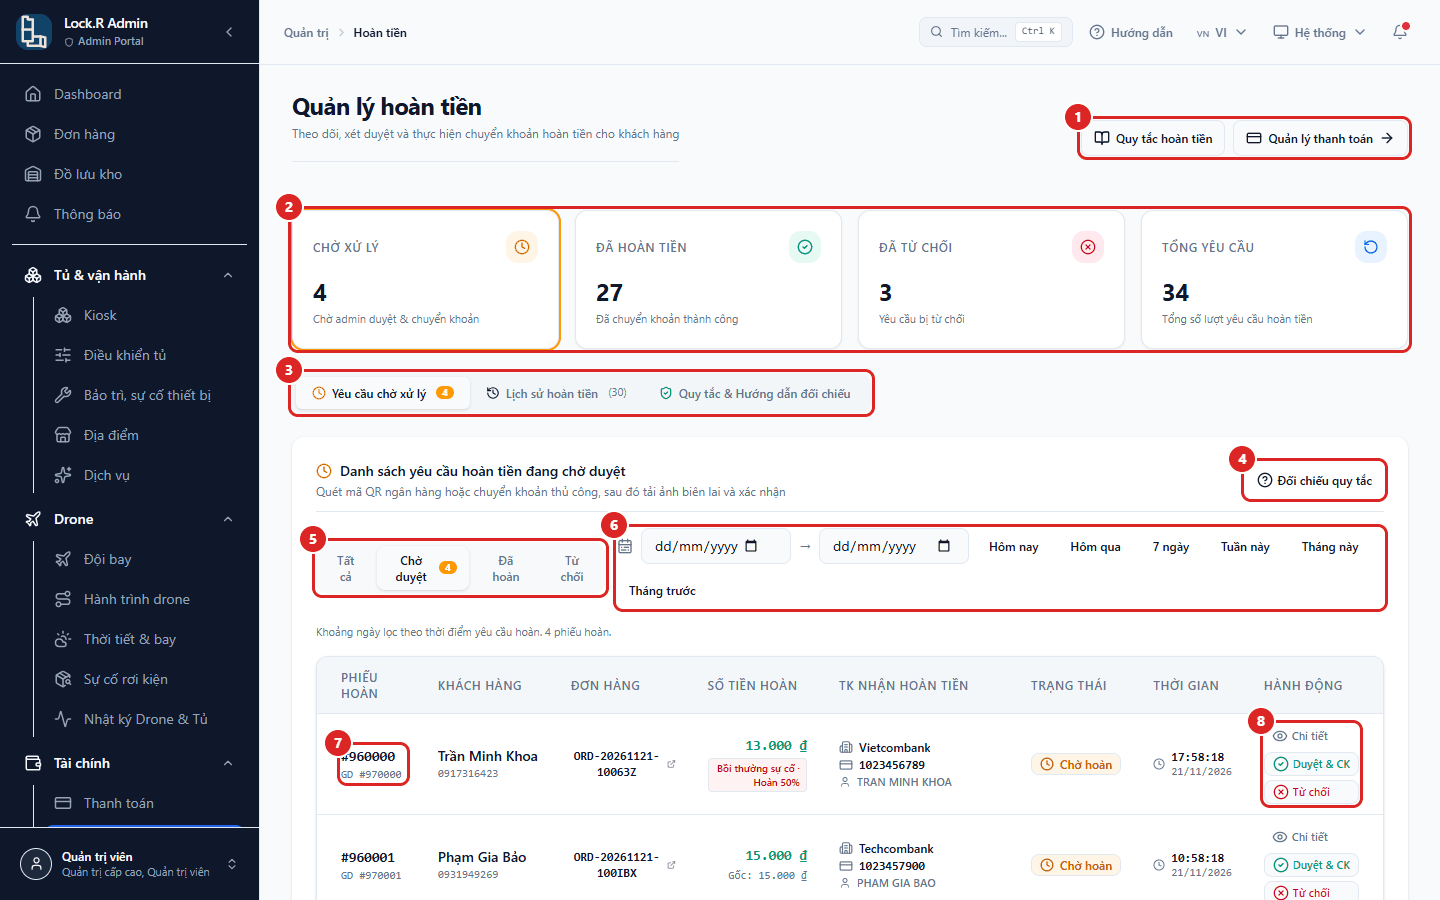 Lock.R Admin
Admin Portal
Dashboard
Đơn hàng
Đồ lưu kho
Thông báo
Tủ & vận hành
Kiosk
Điều khiển tủ
Bảo trì, sự cố thiết bị
Địa điểm
Dịch vụ
Drone
Đội bay
Hành trình drone
Thời tiết & bay
Sự cố rơi kiện
Nhật ký Drone & Tủ
Tài chính
Thanh toán
Quản trị viên
Quản trị cấp cao, Quản trị viên
Quản trị
Hoàn tiền
Tìm kiếm...
Ctrl K
Hướng dẫn
VN VI
Hệ thống
Quản lý hoàn tiền
Theo dõi, xét duyệt và thực hiện chuyển khoản hoàn tiền cho khách hàng
1
Quy tắc hoàn tiền
Quản lý thanh toán →
2
CHỜ XỬ LÝ
4
Chờ admin duyệt & chuyển khoản
ĐÃ HOÀN TIỀN
27
Đã chuyển khoản thành công
ĐÃ TỪ CHỐI
3
Yêu cầu bị từ chối
TỔNG YÊU CẦU
34
Tổng số lượt yêu cầu hoàn tiền
3
Yêu cầu chờ xử lý 4
Lịch sử hoàn tiền (30)
Quy tắc & Hướng dẫn đối chiếu
Danh sách yêu cầu hoàn tiền đang chờ duyệt
Quét mã QR ngân hàng hoặc chuyển khoản thủ công, sau đó tải ảnh biên lai và xác nhận
4
Đối chiếu quy tắc
5
Tất cả
Chờ duyệt 4
Đã hoàn
Từ chối
6
dd/mm/yyyy → dd/mm/yyyy
Hôm nay
Hôm qua
7 ngày
Tuần này
Tháng này
Tháng trước
Khoảng ngày lọc theo thời điểm yêu cầu hoàn. 4 phiếu hoàn.
PHIẾU HOÀN
KHÁCH HÀNG
ĐƠN HÀNG
SỐ TIỀN HOÀN
TK NHẬN HOÀN TIỀN
TRẠNG THÁI
THỜI GIAN
HÀNH ĐỘNG
7
#960000
GD #970000
Trần Minh Khoa
0917316423
ORD-20261121-
10063Z
13.000 ₫
Bồi thường sự cố ·
Hoàn 50%
Vietcombank
1023456789
TRAN MINH KHOA
Chờ hoàn
17:58:18
21/11/2026
8
Chi tiết
Duyệt & CK
Từ chối
#960001
GD #970001
Phạm Gia Bảo
0931949269
ORD-20261121-
100IBX
15.000 ₫
Gốc: 15.000 ₫
Techcombank
1023457900
PHAM GIA BAO
Chờ hoàn
10:58:18
21/11/2026
Chi tiết
Duyệt & CK
Từ chối